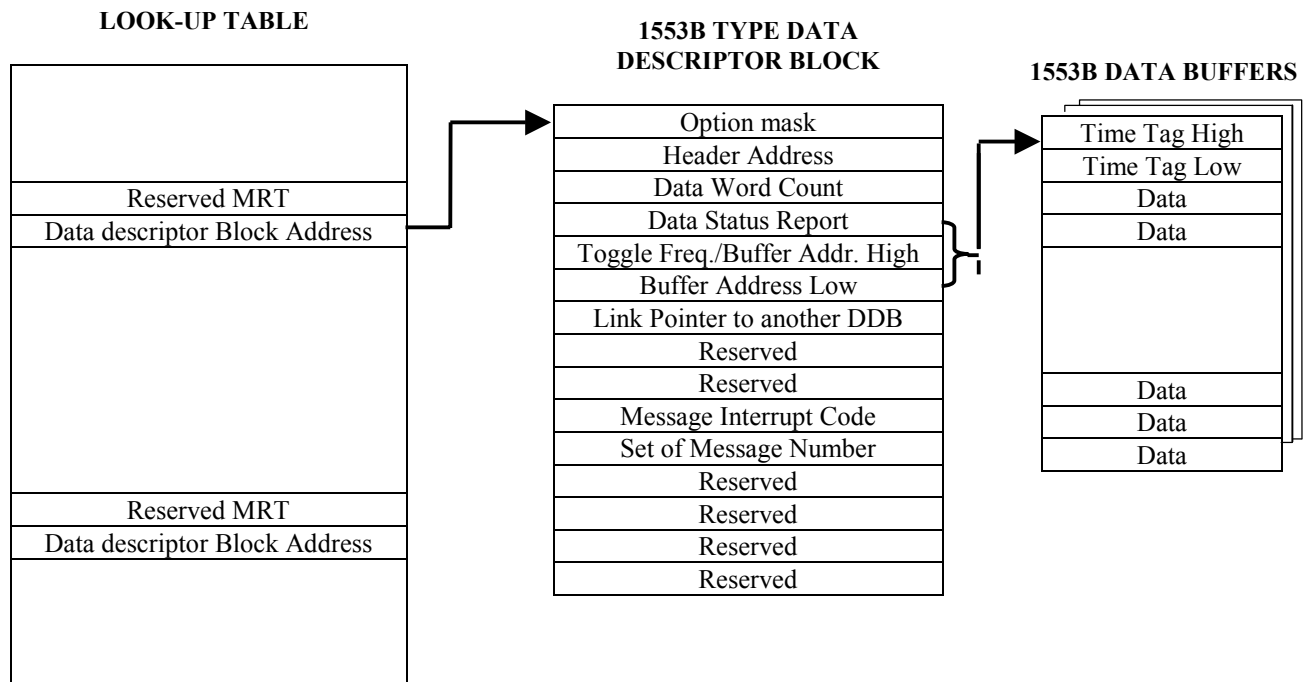 LOOK-UP TABLE
Reserved MRT
Data descriptor Block Address
Reserved MRT
Data descriptor Block Address
1553B TYPE DATA
DESCRIPTOR BLOCK
Option mask
Header Address
Data Word Count
Data Status Report
Toggle Freq./Buffer Addr. High
Buffer Address Low
Link Pointer to another DDB
Reserved
Reserved
Message Interrupt Code
Set of Message Number
Reserved
Reserved
Reserved
Reserved
1553B DATA BUFFERS
Time Tag High
Time Tag Low
Data
Data
Data
Data
Data